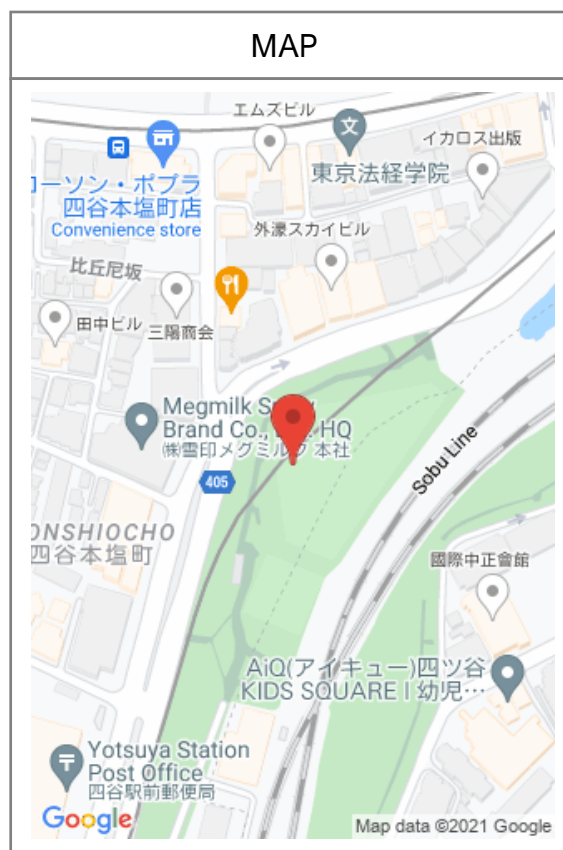 MAP
エムズビル
イカロス出版
東京法経学院
ローソン・ポプラ
四谷本塩町店
Convenience store
外濠スカイビル
比丘尼坂
田中ビル
三陽商会
Megmilk
Brand Co., HQ
㈱雪印メグミルク 本社
405
Sobu Line
ONSHIOCHO
四谷本塩町
國際中正會館
AiQ(アイキュー)四ツ谷
KIDS SQUARE | 幼児…
Yotsuya Station
Post Office
四谷駅前郵便局
Google
Map data ©2021 Google